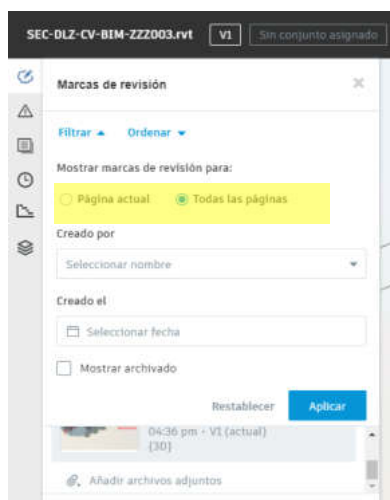 SEC-DLZ-CV-BIM-ZZZ003.rvt V1 Sin conjunto asignado
Marcas de revisión
Filtrar Ordenar
Mostrar marcas de revisión para:
Página actual Todas las páginas
Creado por
Seleccionar nombre
Creado el
Seleccionar fecha
Mostrar archivado
Restablecer Aplicar
04:36 pm - V1 (actual)
(30)
Añadir archivos adjuntos